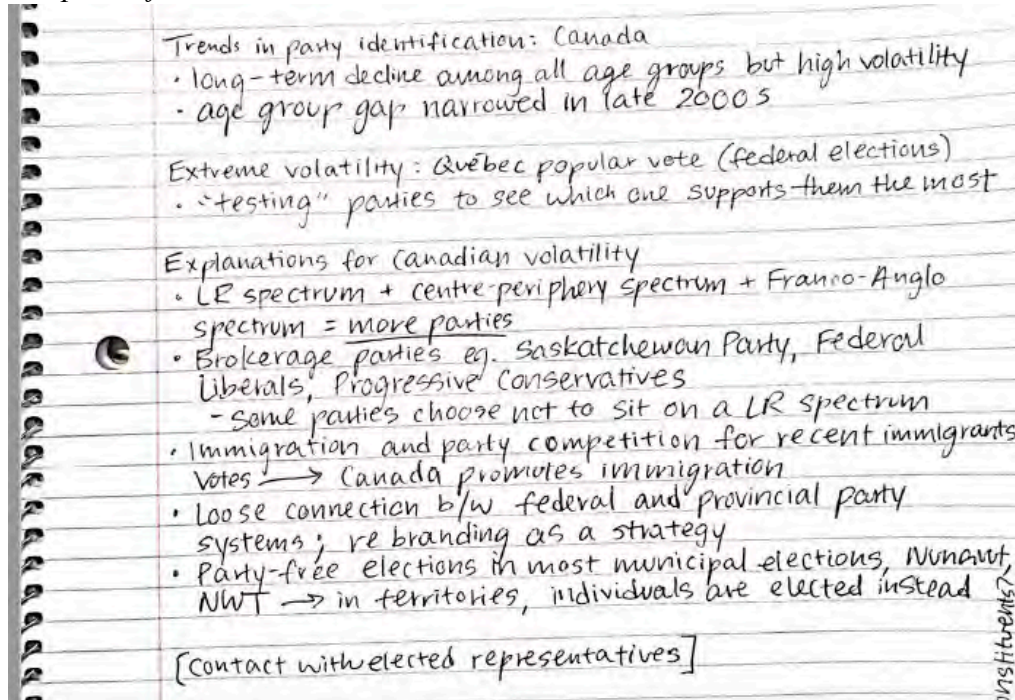 Trends in party identification: Canada
· long-term decline among all age groups but high volatility
· age group gap narrowed in late 2000s
Extreme volatility: Québec popular vote (federal elections)
· "testing" parties to see which one supports them the most
Explanations for Canadian volatility
· LR spectrum + centre-periphery spectrum + Franco-Anglo
spectrum = more parties
· Brokerage parties eg. Saskatchewan Party, Federal
Liberals, Progressive Conservatives
- some parties choose not to sit on a LR spectrum
· Immigration and party competition for recent immigrants
votes → Canada promotes immigration
· Loose connection b/w federal and provincial party
systems; re branding as a strategy
· Party-free elections in most municipal elections, Nunavut,
NWT → in territories, individuals are elected instead
[contact with elected representatives]